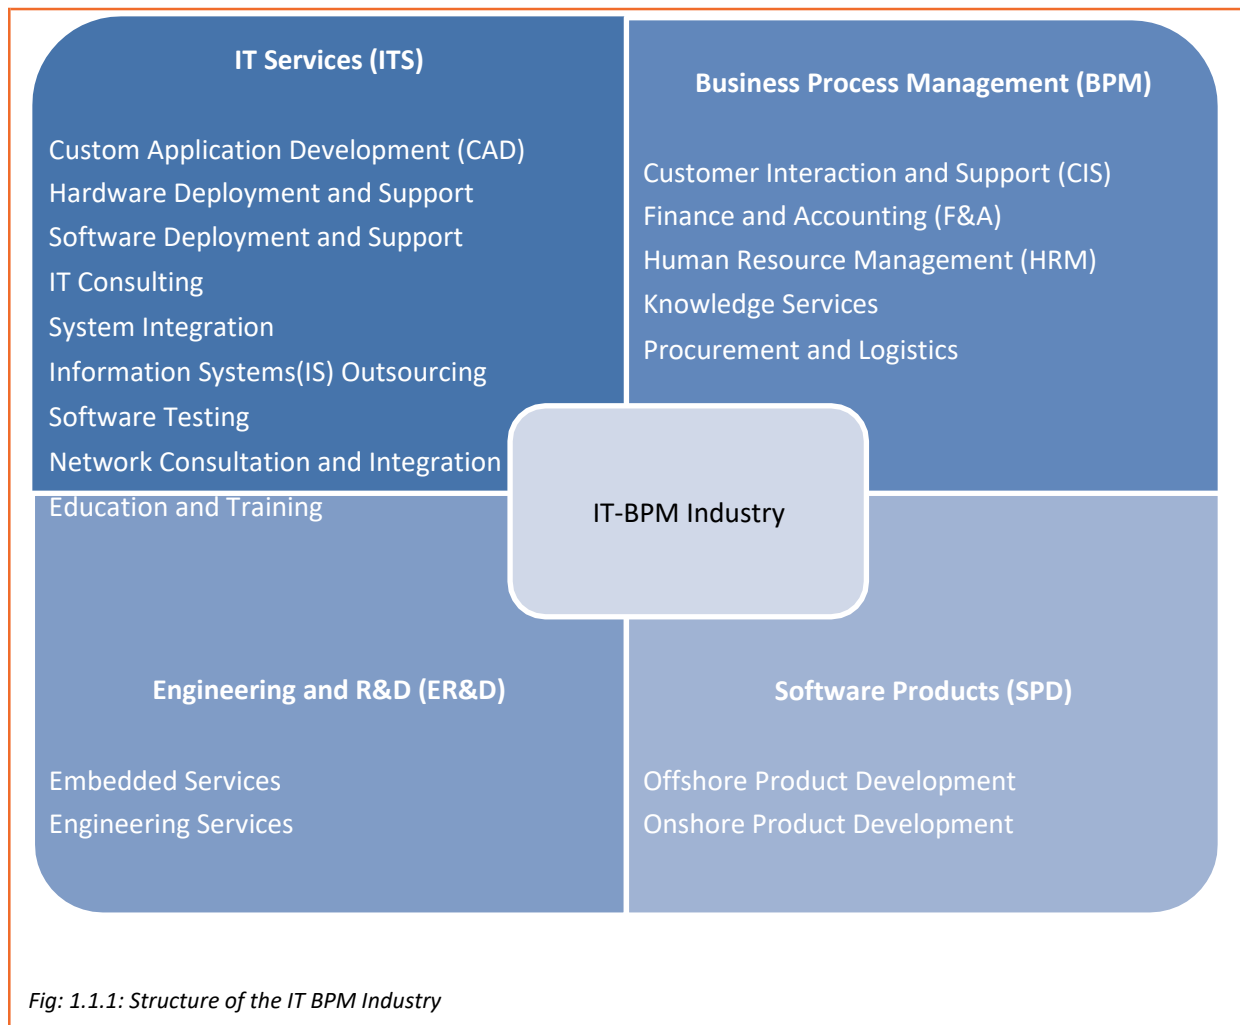 IT Services (ITS)
Custom Application Development (CAD)
Hardware Deployment and Support
Software Deployment and Support
IT Consulting
System Integration
Information Systems(IS) Outsourcing
Software Testing
Network Consultation and Integration
Education and Training
Business Process Management (BPM)
Customer Interaction and Support (CIS)
Finance and Accounting (F&A)
Human Resource Management (HRM)
Knowledge Services
Procurement and Logistics
IT-BPM Industry
Engineering and R&D (ER&D)
Embedded Services
Engineering Services
Software Products (SPD)
Offshore Product Development
Onshore Product Development
Fig: 1.1.1: Structure of the IT BPM Industry